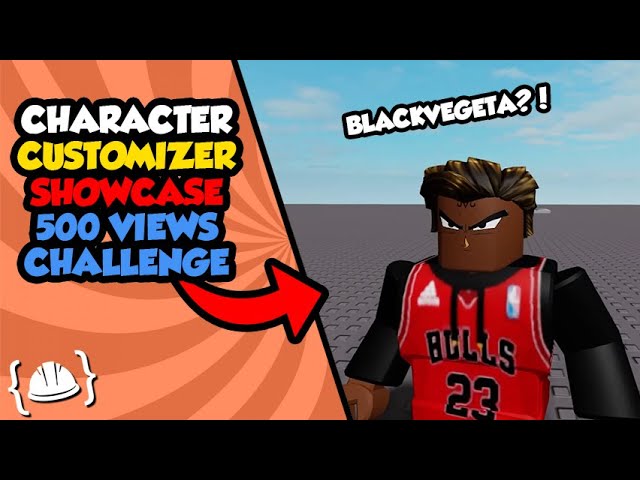 CHARACTER
CUSTOMIZER
SHOWCASE
500 VIEWS
CHALLENGE
BLACKVEGETA?!
BULLS
23